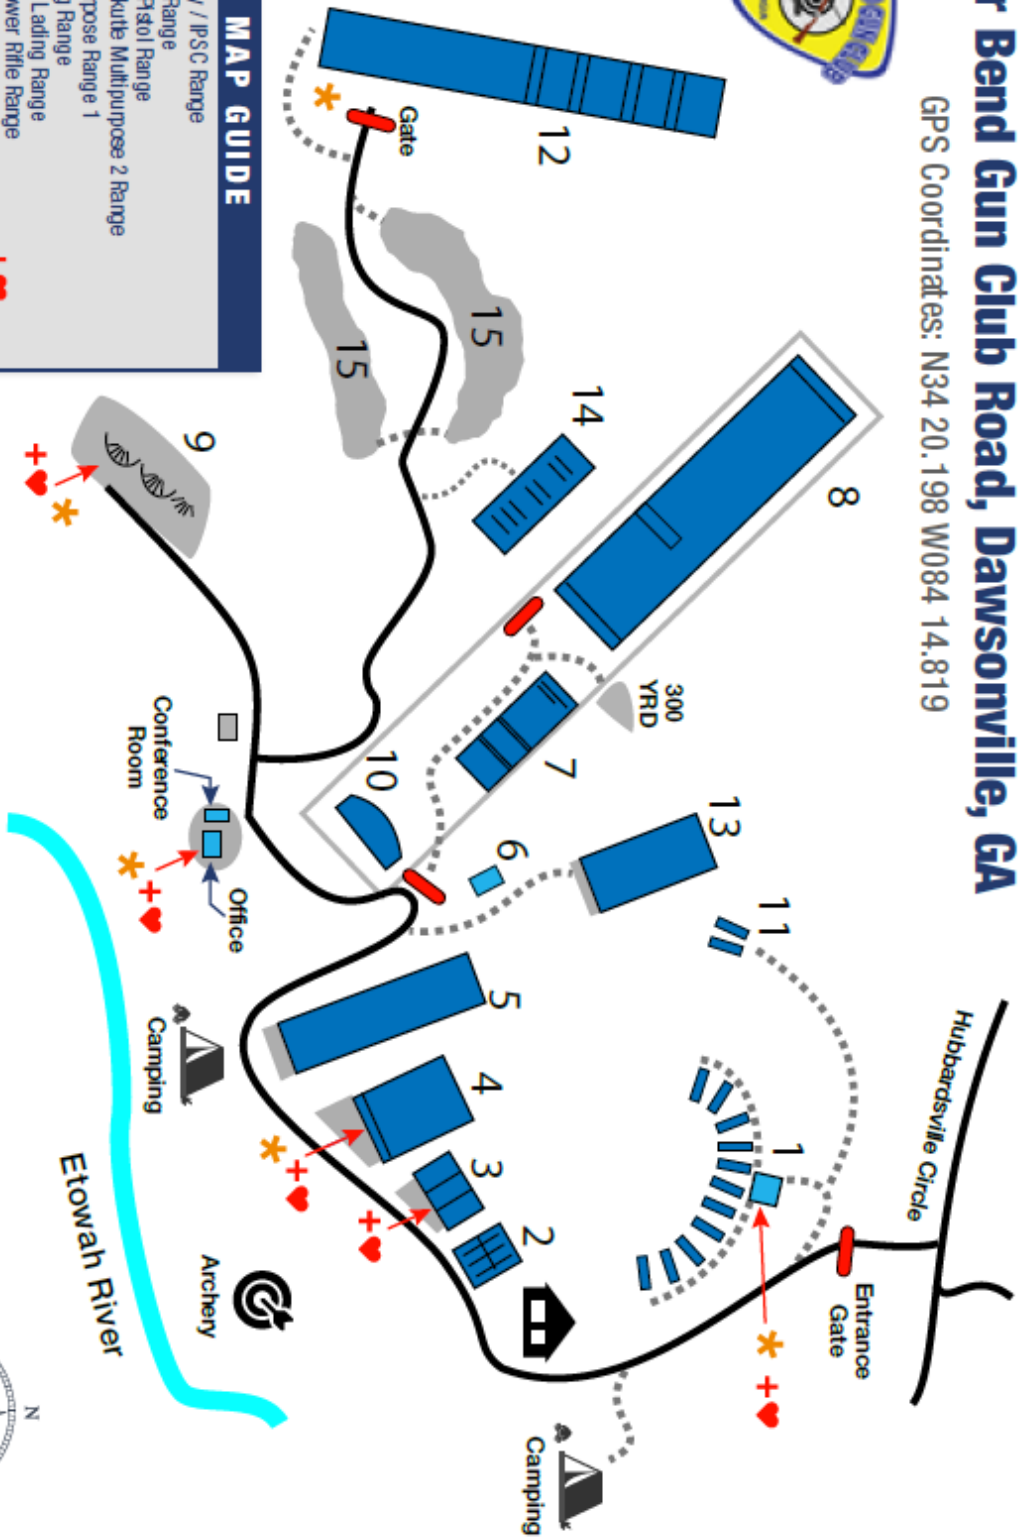 r Bend Gun Club Road, Dawsonville, GA
GPS Coordinates: N34 20.198 W084 14.819
GUN CLUB
MAP GUIDE
/ IPSC Range
Range
Pistol Range
Multipurpose 2 Range
Range 1
Range
Lading Range
Rifle Range
Hubbardsville Circle
Entrance
Gate
1
11
13
8
12
Gate
15
15
14
9
300
YRD
7
10
6
5
4
3
2
Conference
Room
Office
Camping
Archery
Camping
Etowah River
N